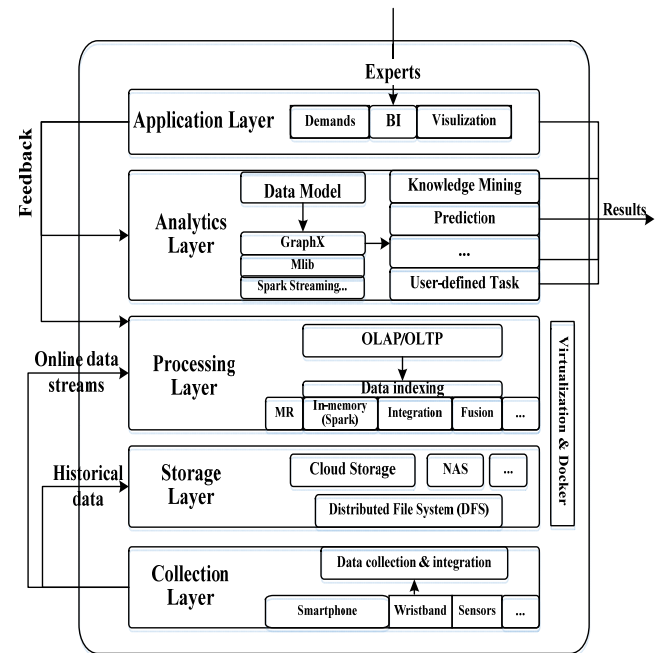 Experts
Application Layer
Demands
BI
Visulization
Feedback
Analytics
Layer
Data Model
GraphX
Mlib
Spark Streaming...
Knowledge Mining
Prediction
...
User-defined Task
Results
Processing
Layer
OLAP/OLTP
Data indexing
MR
In-memory
(Spark)
Integration
Fusion
...
Online data
streams
Virtualization & Docker
Storage
Layer
Cloud Storage
NAS
...
Distributed File System (DFS)
Historical
data
Collection
Layer
Data collection & integration
Smartphone
Wristband
Sensors
...